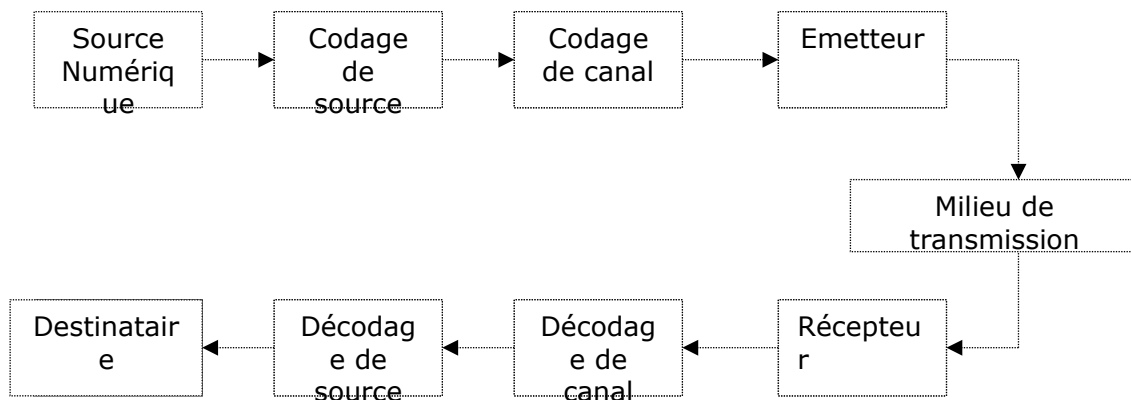 Source
Numériq
ue
Codage
de
source
Codage
de canal
Emetteur
Milieu de
transmission
Récepteu
r
Décodag
e de
canal
Décodag
e de
source
Destinatair
e